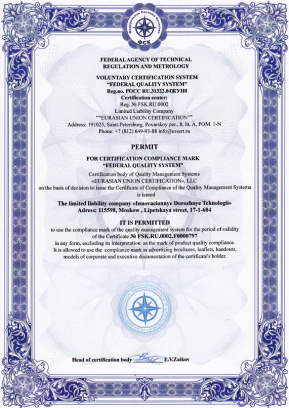 ФСК
FEDERAL AGENCY OF TECHNICAL
REGULATION AND METROLOGY
VOLUNTARY CERTIFICATION SYSTEM
"FEDERAL QUALITY SYSTEM"
Reg.no. РОСС RU.31322.04ЖУН0
Certification center:
Reg. № FSK.RU.0002
Limited Liability Company
"EURASIAN UNION CERTIFICATION"
Address: 191025, Saint-Petersburg, Povarskoy per., 8, lit. A, POM. 1-N
Phone: +7 (812) 649-93-88 info@essert.ru
PERMIT
FOR CERTIFICATION COMPLIANCE MARK
"FEDERAL QUALITY SYSTEM"
Certification body of Quality Management Systems
«EURASIAN UNION CERTIFICATION», LLC
on the basis of decision to issue the Certificate of Compliance of the Quality Management Systems
is issued
The limited liability company «Innovacionnye Dorozhnye Tehnologii»
Adress: 115598, Moskow, Lipetskaya street, 17-1-604
IT IS PERMITTED
to use the compliance mark of the quality management system for the period of validity
of the Certificate № FSK.RU.0002.F0000797
in any form, excluding its interpretation as the mark of product quality compliance.
It is allowed to use the compliance mark in advertising brochures, leaflets, handouts,
models of corporate and executive documentation of the certificate's holder.
Head of certification body E.V.Zaikov